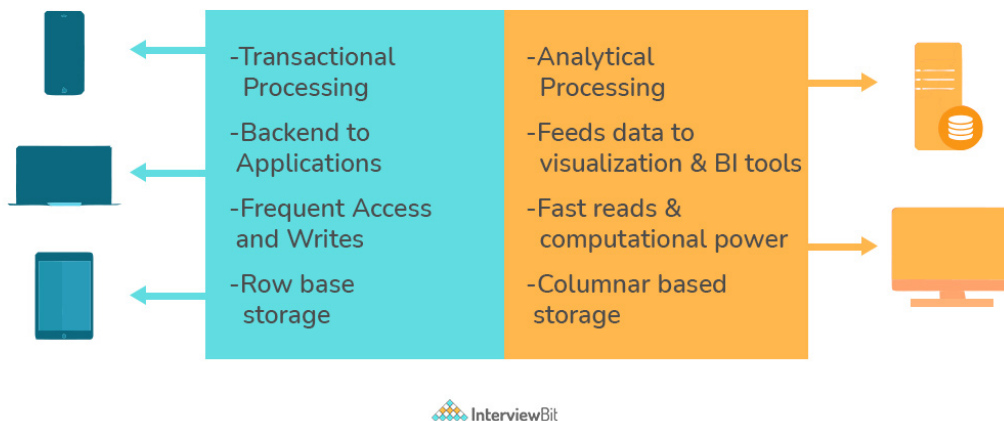 -Transactional
Processing
-Backend to
Applications
-Frequent Access
and Writes
-Row base
storage
-Analytical
Processing
-Feeds data to
visualization & BI tools
-Fast reads &
computational power
-Columnar based
storage
InterviewBit